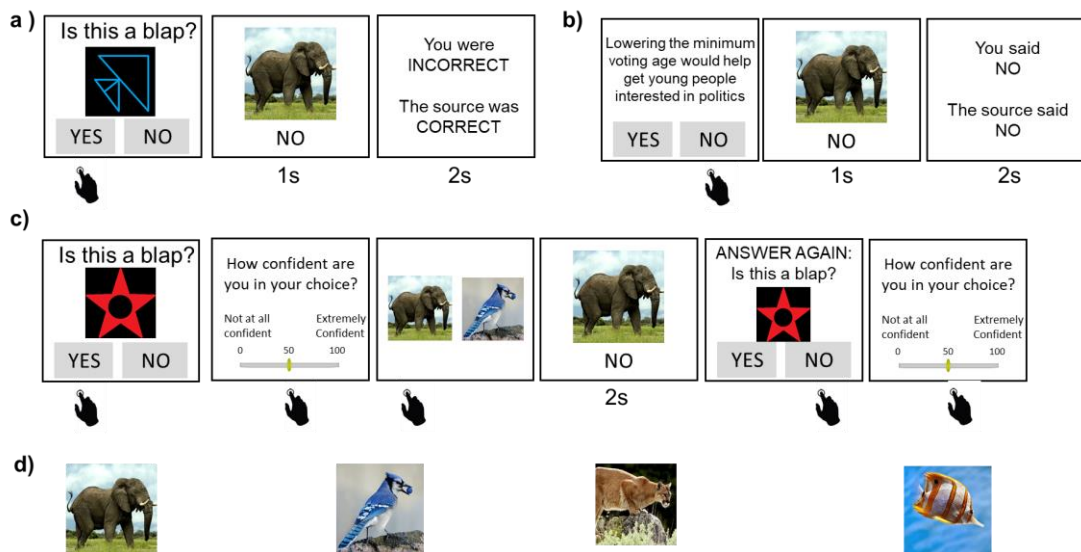 a)
Is this a blap?
YES NO
NO
1s
You were
INCORRECT
The source was
CORRECT
2s
b)
Lowering the minimum
voting age would help
get young people
interested in politics
YES NO
NO
1s
You said
NO
The source said
NO
2s
c)
Is this a blap?
YES NO
How confident are
you in your choice?
Not at all Extremely
confident Confident
0 50 100
NO
2s
ANSWER AGAIN:
Is this a blap?
YES NO
How confident are
you in your choice?
Not at all Extremely
confident Confident
0 50 100
d)